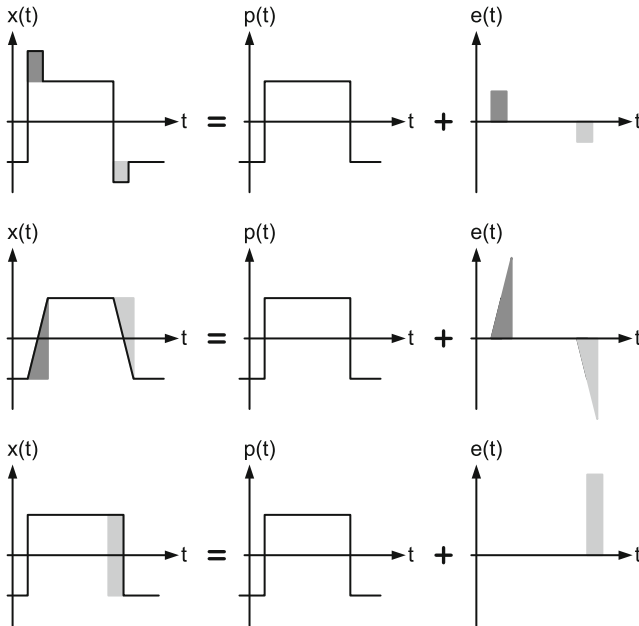 x(t) p(t) e(t)
t = t + t
x(t) p(t) e(t)
t = t + t
x(t) p(t) e(t)
t = t + t